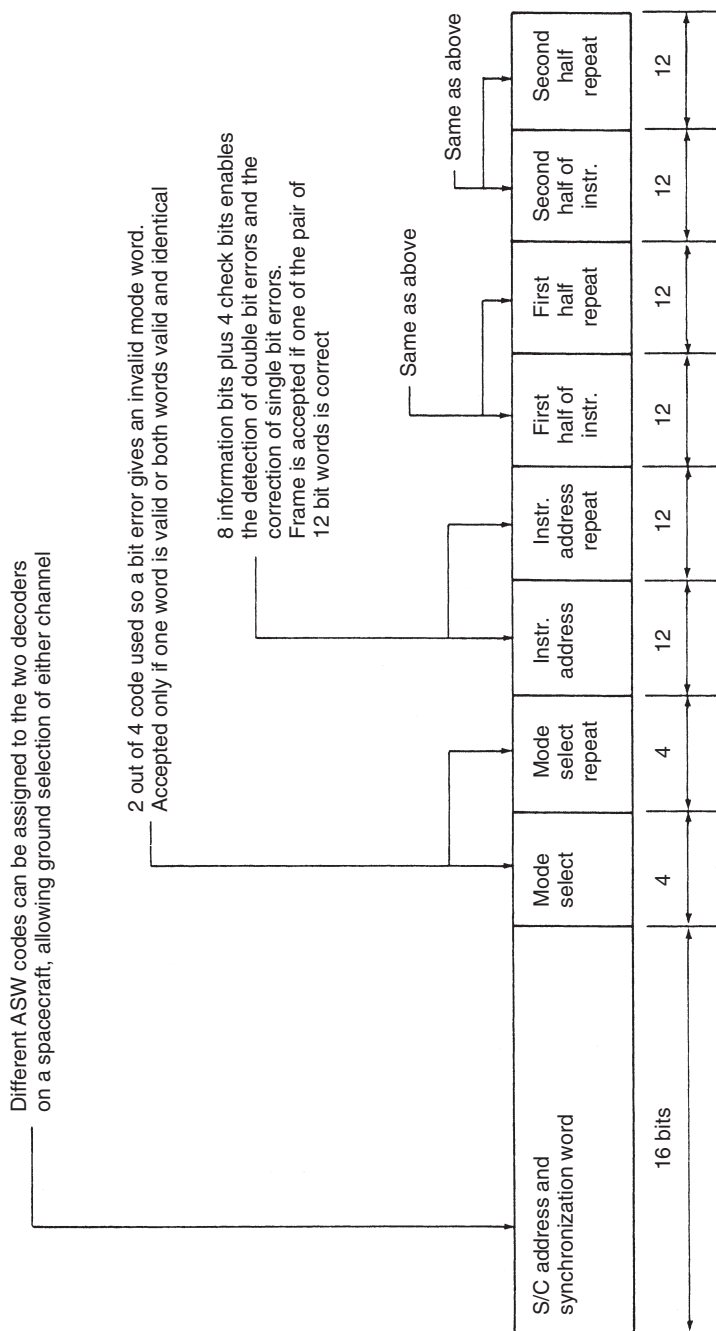 Different ASW codes can be assigned to the two decoders
on a spacecraft, allowing ground selection of either channel
2 out of 4 code used so a bit error gives an invalid mode word.
Accepted only if one word is valid or both words valid and identical
8 information bits plus 4 check bits enables
the detection of double bit errors and the
correction of single bit errors.
Frame is accepted if one of the pair of
12 bit words is correct
Same as above
Same as above
S/C address and
synchronization word
Mode
select
Mode
select
repeat
Instr.
address
Instr.
address
repeat
First
half of
instr.
First
half
repeat
Second
half of
instr.
Second
half
repeat
16 bits
4
4
12
12
12
12
12
12